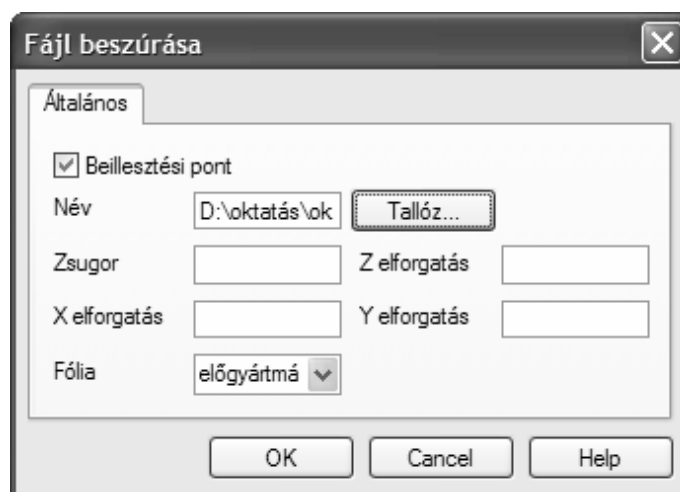 Fájl beszúrása
Általános
Beillesztési pont
Név D:\oktatás\ok Tallóz...
Zsugor Z elforgatás
X elforgatás Y elforgatás
Fólia előgyártmá
OK Cancel Help